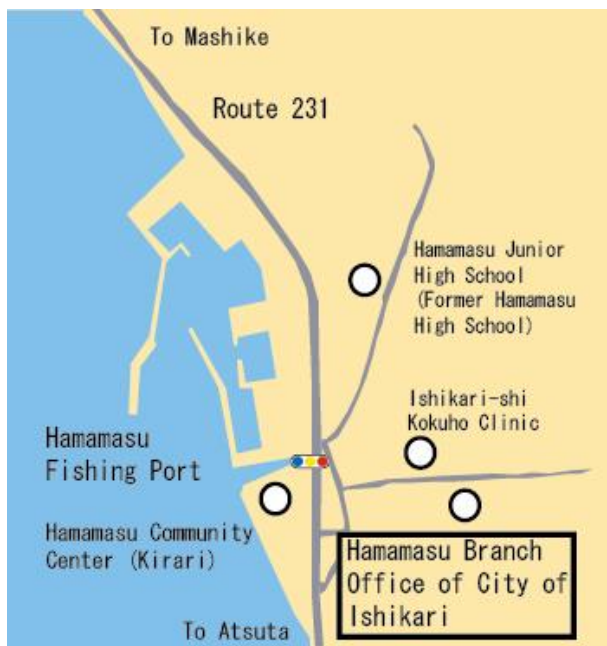 To Mashike
Route 231
Hamamasu Junior
High School
(Former Hamamasu
High School)
Ishikari-shi
Kokuho Clinic
Hamamasu
Fishing Port
Hamamasu Community
Center (Kirari)
Hamamasu Branch
Office of City of
Ishikari
To Atsuta